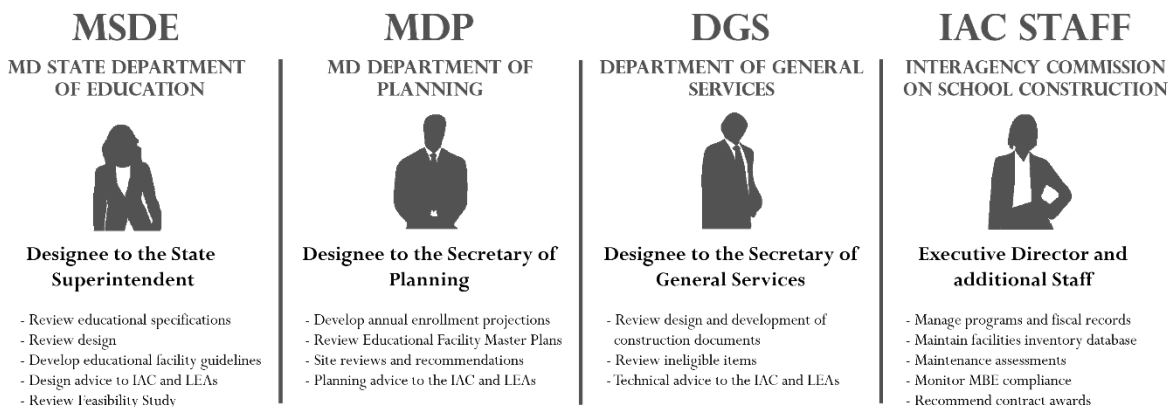 MSDE
MD STATE DEPARTMENT
OF EDUCATION
Designee to the State
Superintendent
- Review educational specifications
- Review design
- Develop educational facility guidelines
- Design advice to IAC and LEAs
- Review Feasibility Study
MDP
MD DEPARTMENT OF
PLANNING
Designee to the Secretary of
Planning
- Develop annual enrollment projections
- Review Educational Facility Master Plans
- Site reviews and recommendations
- Planning advice to the IAC and LEAs
DGS
DEPARTMENT OF GENERAL
SERVICES
Designee to the Secretary of
General Services
- Review design and development of
construction documents
- Review ineligible items
- Technical advice to the IAC and LEAs
IAC STAFF
INTERAGENCY COMMISSION
ON SCHOOL CONSTRUCTION
Executive Director and
additional Staff
- Manage programs and fiscal records
- Maintain facilities inventory database
- Maintenance assessments
- Monitor MBE compliance
- Recommend contract awards